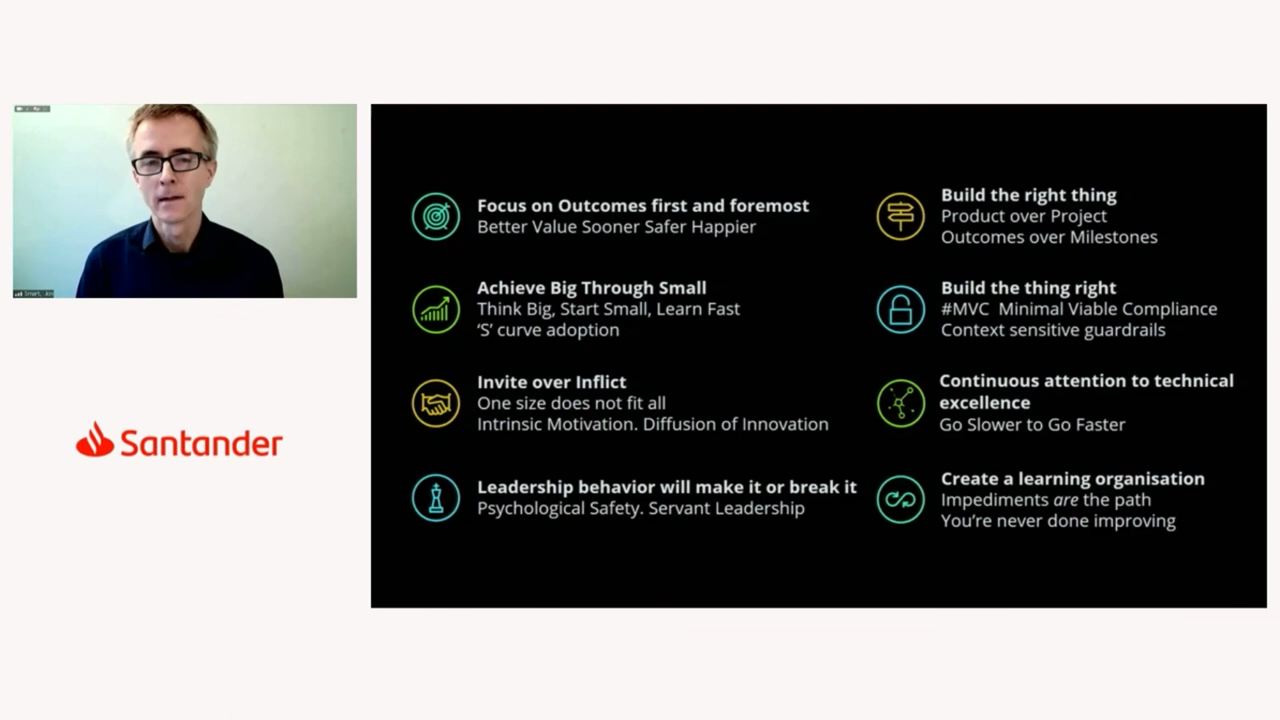 Focus on Outcomes first and foremost
Better Value Sooner Safer Happier
Achieve Big Through Small
Think Big, Start Small, Learn Fast
‘S’ curve adoption
Invite over Inflict
One size does not fit all
Intrinsic Motivation. Diffusion of Innovation
Leadership behavior will make it or break it
Psychological Safety. Servant Leadership
Build the right thing
Product over Project
Outcomes over Milestones
Build the thing right
#MVC Minimal Viable Compliance
Context sensitive guardrails
Continuous attention to technical
excellence
Go Slower to Go Faster
Create a learning organisation
Impediments are the path
You’re never done improving
Santander